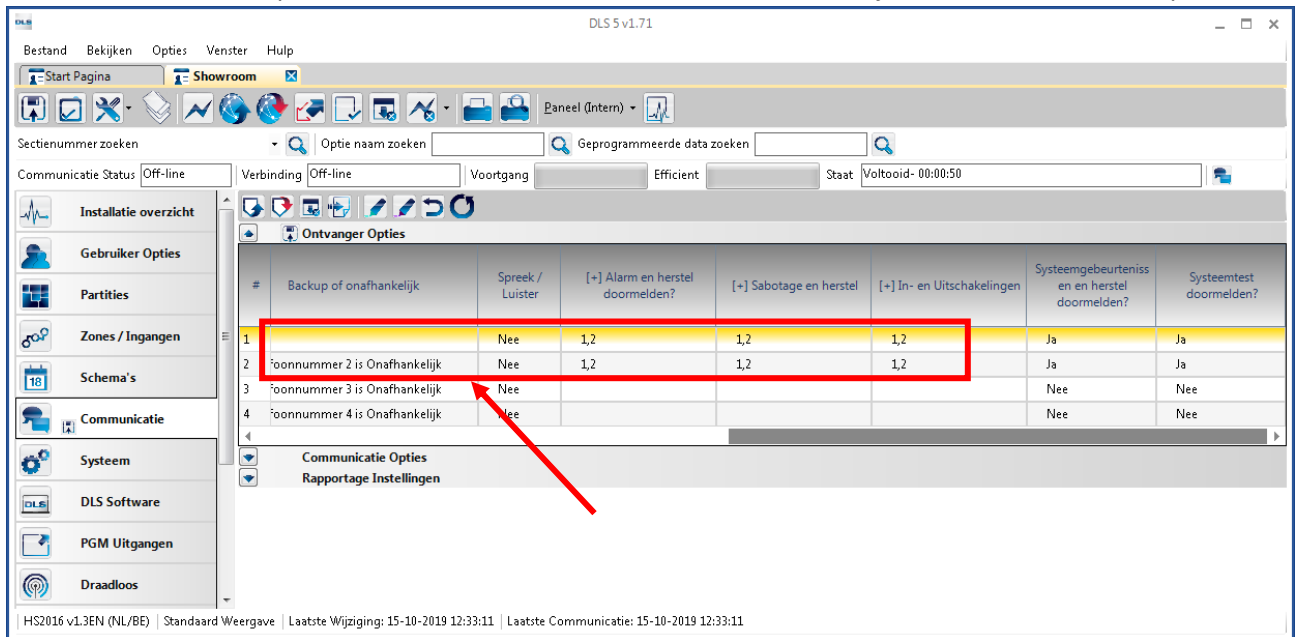 DLS 5 v1.71
Bestand Bekijken Opties Venster Hulp
Start Pagina Showroom
Paneel (Intern)
Sectienummer zoeken Optie naam zoeken Geprogrammeerde data zoeken
Communicatie Status Off-line Verbinding Off-line Voortgang Efficient Staat Voltooid- 00:00:50
Installatie overzicht
Gebruiker Opties
Partities
Zones / Ingangen
18 Schema's
Communicatie
Systeem
DLS DLS Software
PGM Uitgangen
Draadloos
Ontvanger Opties
# Backup of onafhankelijk Spreek / Luister [+] Alarm en herstel doormelden? [+] Sabotage en herstel [+] In- en Uitschakelingen Systeemgebeurteniss en en herstel doormelden? Systeemtest doormelden?
1 Nee 1,2 1,2 1,2 Ja Ja
2 foonnummer 2 is Onafhankelijk Nee 1,2 1,2 1,2 Ja Ja
3 foonnummer 3 is Onafhankelijk Nee Nee Nee
4 foonnummer 4 is Onafhankelijk Nee Nee Nee
Communicatie Opties
Rapportage Instellingen
HS2016 v1.3EN (NL/BE) Standaard Weergave Laatste Wijziging: 15-10-2019 12:33:11 Laatste Communicatie: 15-10-2019 12:33:11